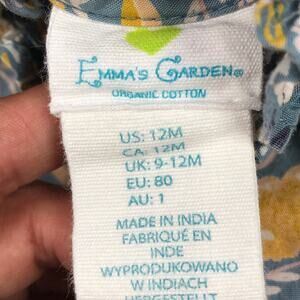 EMMA'S GARDEN®
ORGANIC COTTON
US: 12M
CA: 12M
UK: 9-12M
EU: 80
AU: 1
MADE IN INDIA
FABRIQUÉ EN
INDE
WYPRODUKOWANO
W INDIACH
HERGESTELLT